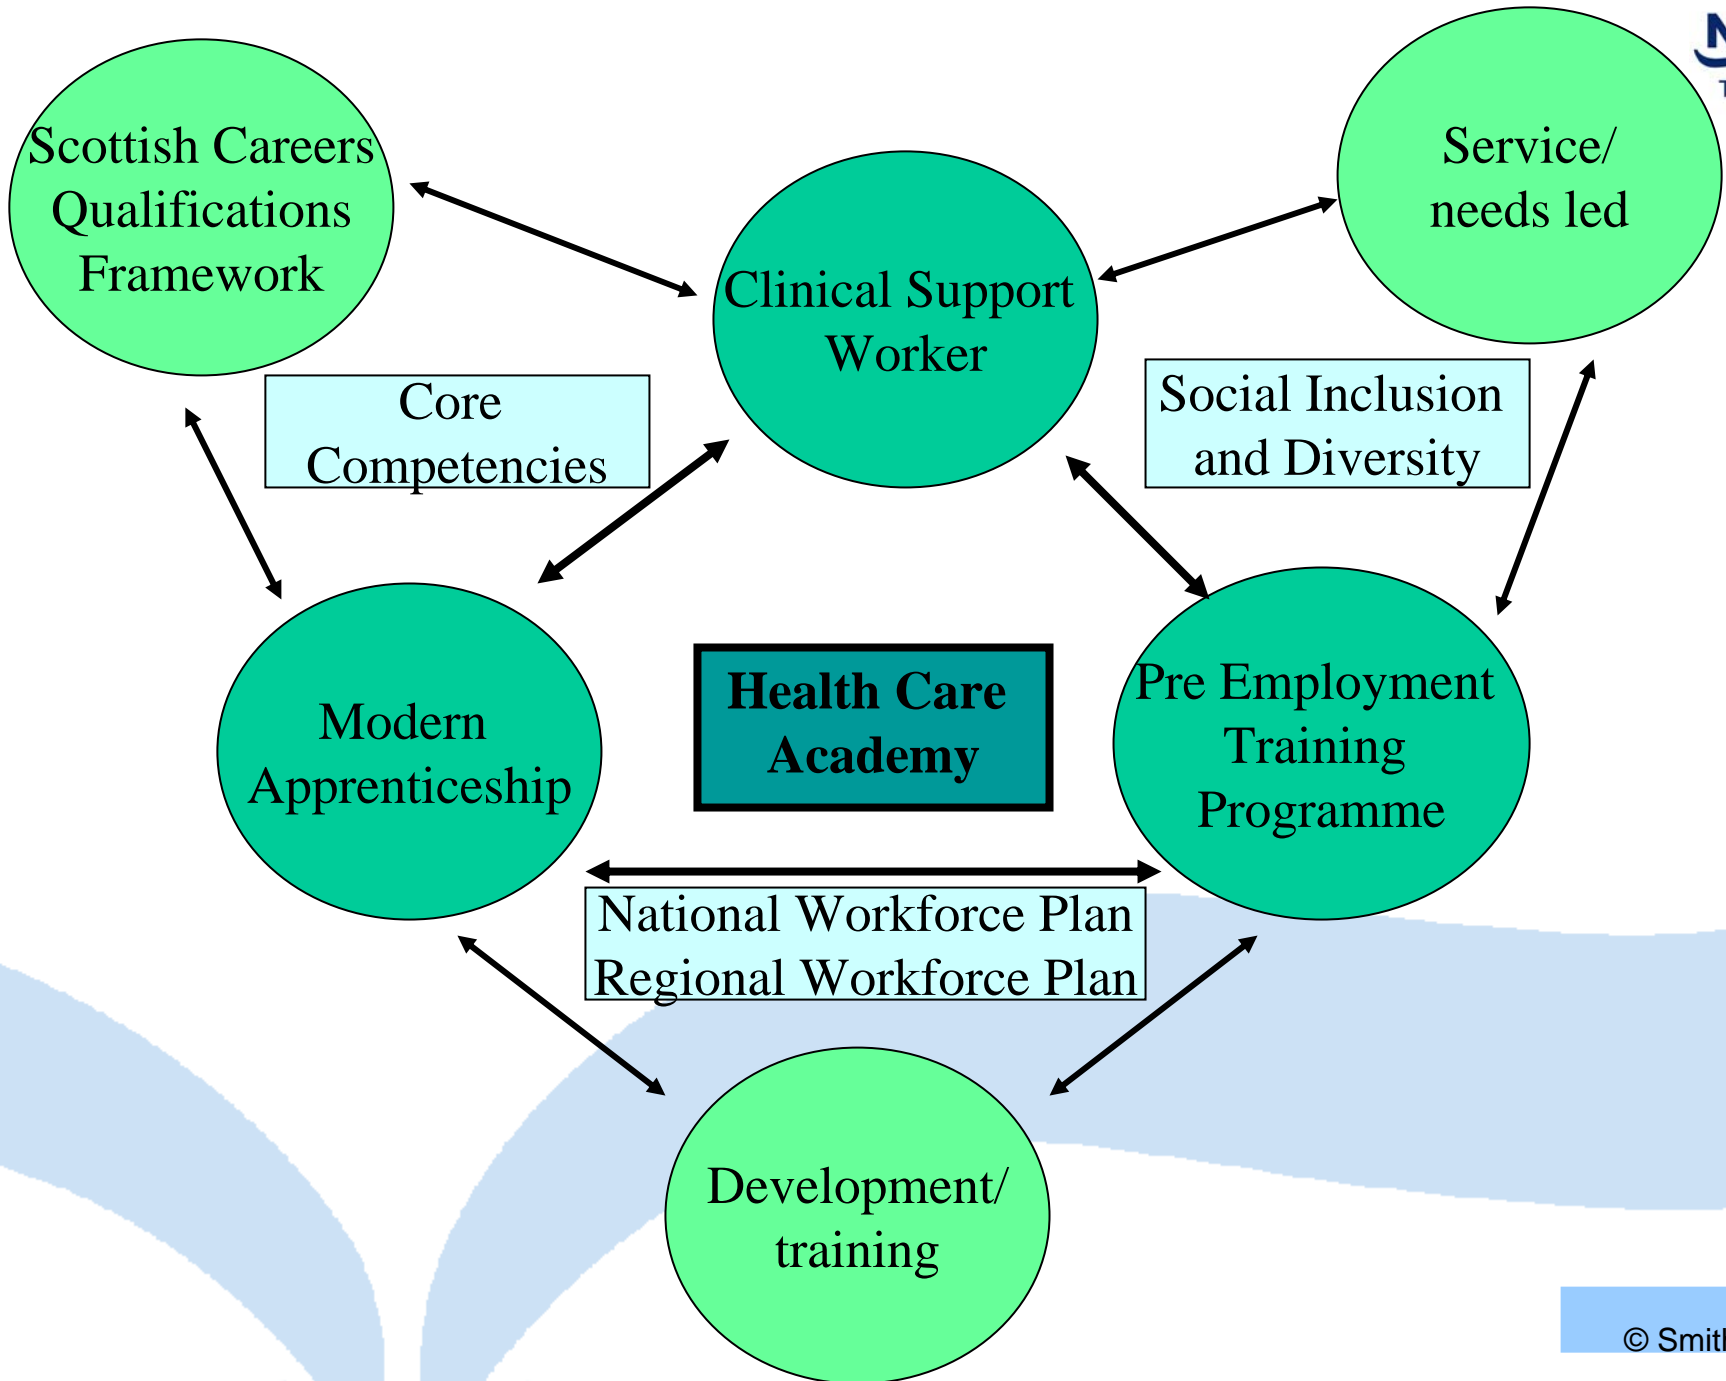 Scottish Careers
Qualifications
Framework
Clinical Support
Worker
Service/
needs led
Core
Competencies
Social Inclusion
and Diversity
Modern
Apprenticeship
Health Care
Academy
Pre Employment
Training
Programme
National Workforce Plan
Regional Workforce Plan
Development/
training
©